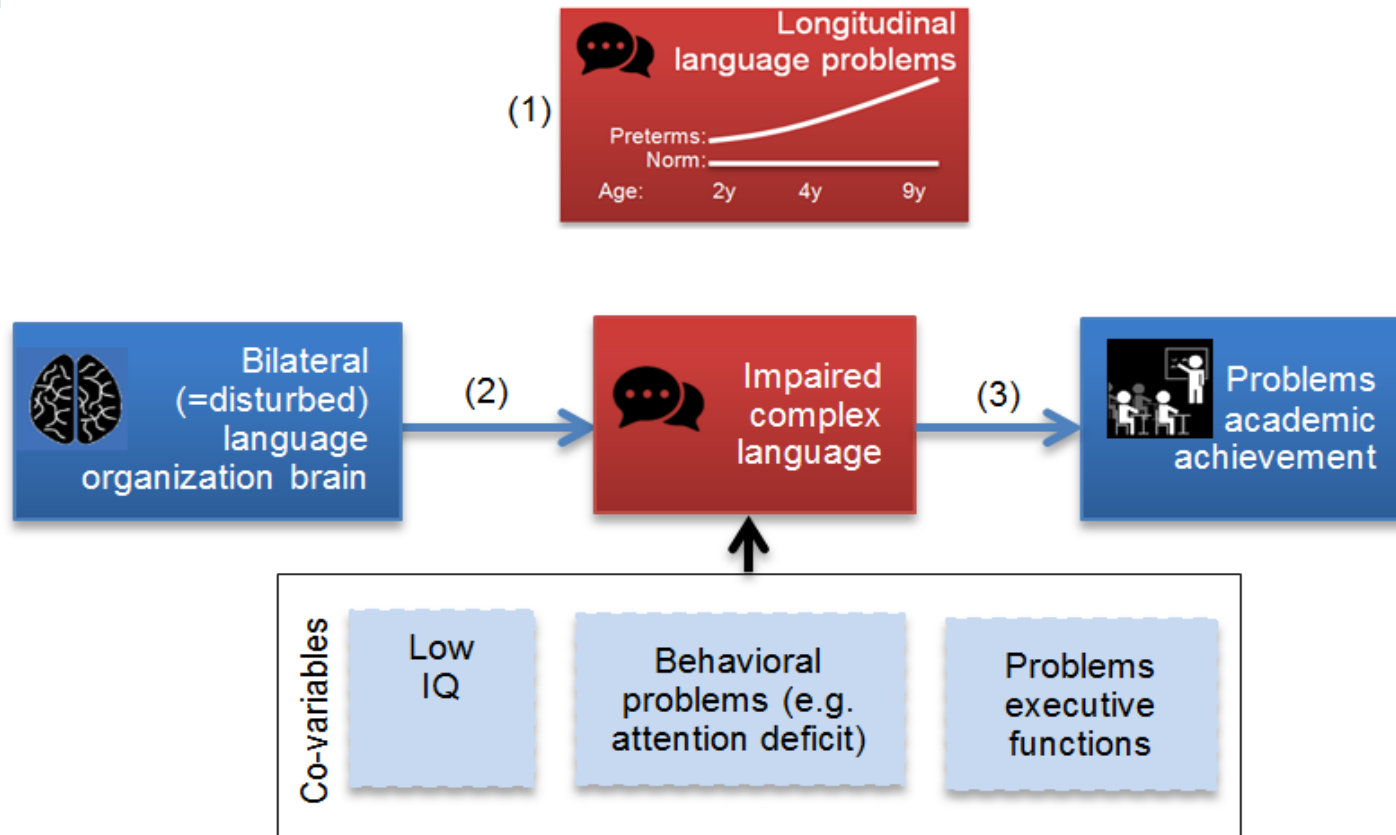 Longitudinal
language problems
(1)
Preterms:
Norm:
Age: 2y 4y 9y
Bilateral
(=disturbed)
language
organization brain
(2)
Impaired
complex
language
(3)
Problems
academic
achievement
Co-variables
Low
IQ
Behavioral
problems (e.g.
attention deficit)
Problems
executive
functions